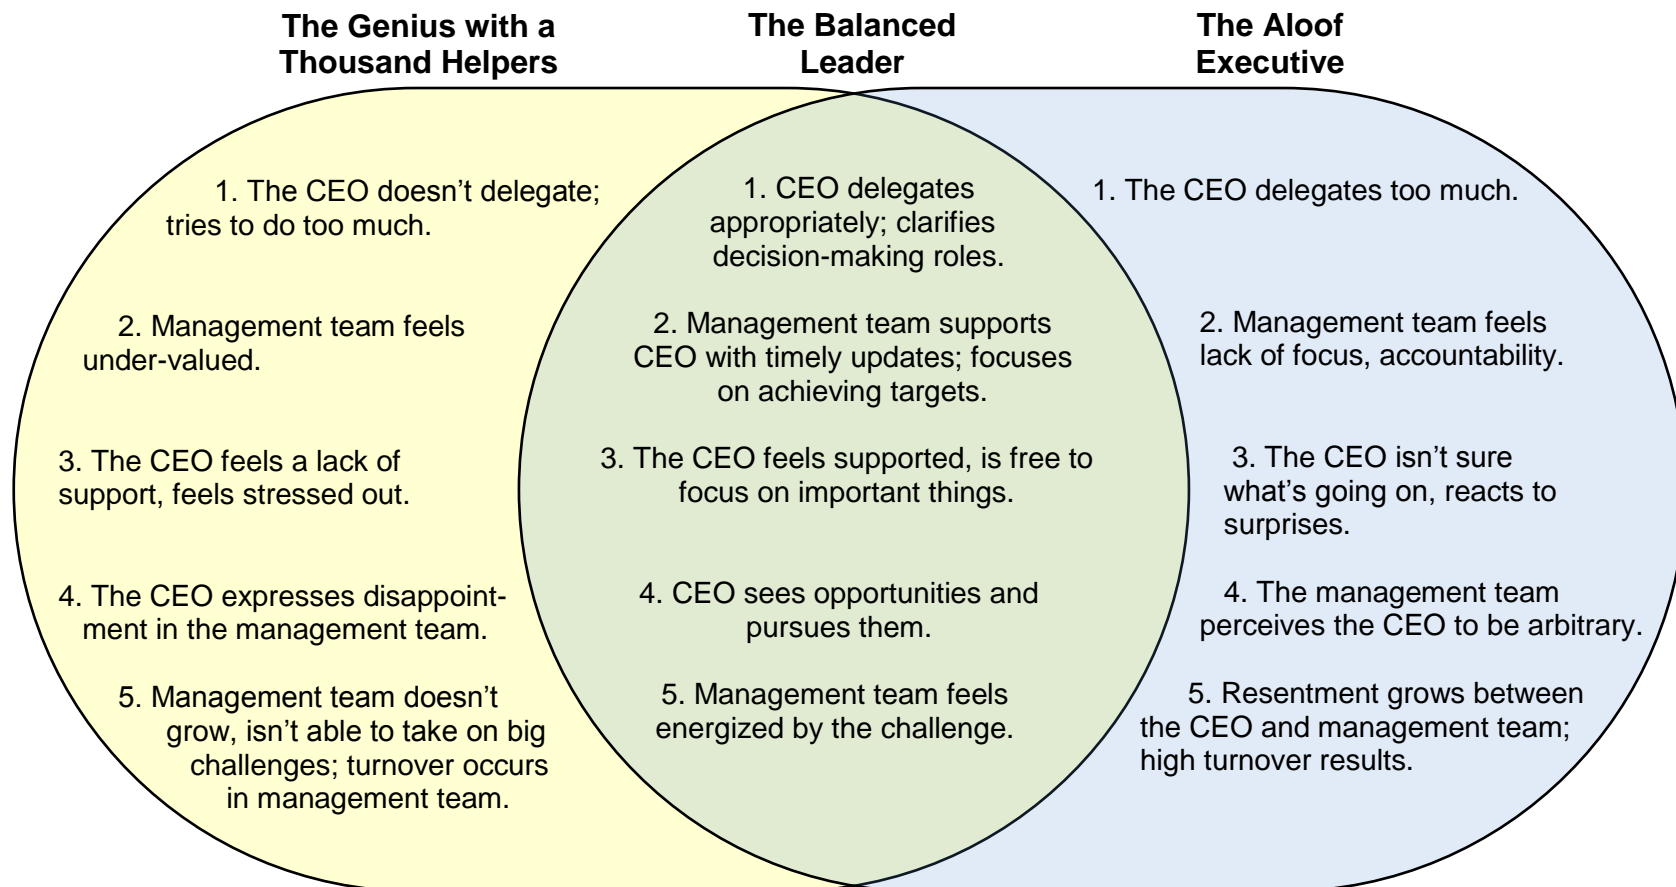 The Genius with a
Thousand Helpers
The Balanced
Leader
The Aloof
Executive
1. The CEO doesn’t delegate;
tries to do too much.
2. Management team feels
under-valued.
3. The CEO feels a lack of
support, feels stressed out.
4. The CEO expresses disappoint-
ment in the management team.
5. Management team doesn’t
grow, isn’t able to take on big
challenges; turnover occurs
in management team.
1. CEO delegates
appropriately; clarifies
decision-making roles.
2. Management team supports
CEO with timely updates; focuses
on achieving targets.
3. The CEO feels supported, is free to
focus on important things.
4. CEO sees opportunities and
pursues them.
5. Management team feels
energized by the challenge.
1. The CEO delegates too much.
2. Management team feels
lack of focus, accountability.
3. The CEO isn’t sure
what’s going on, reacts to
surprises.
4. The management team
perceives the CEO to be arbitrary.
5. Resentment grows between
the CEO and management team;
high turnover results.